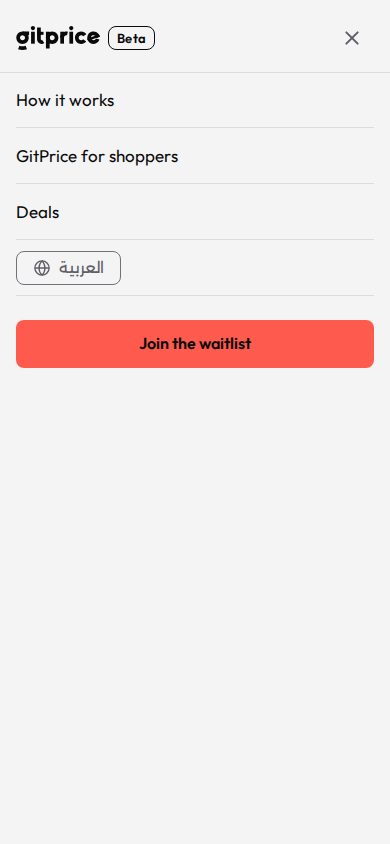 gitprice Beta
How it works
GitPrice for shoppers
Deals
العربية
Join the waitlist